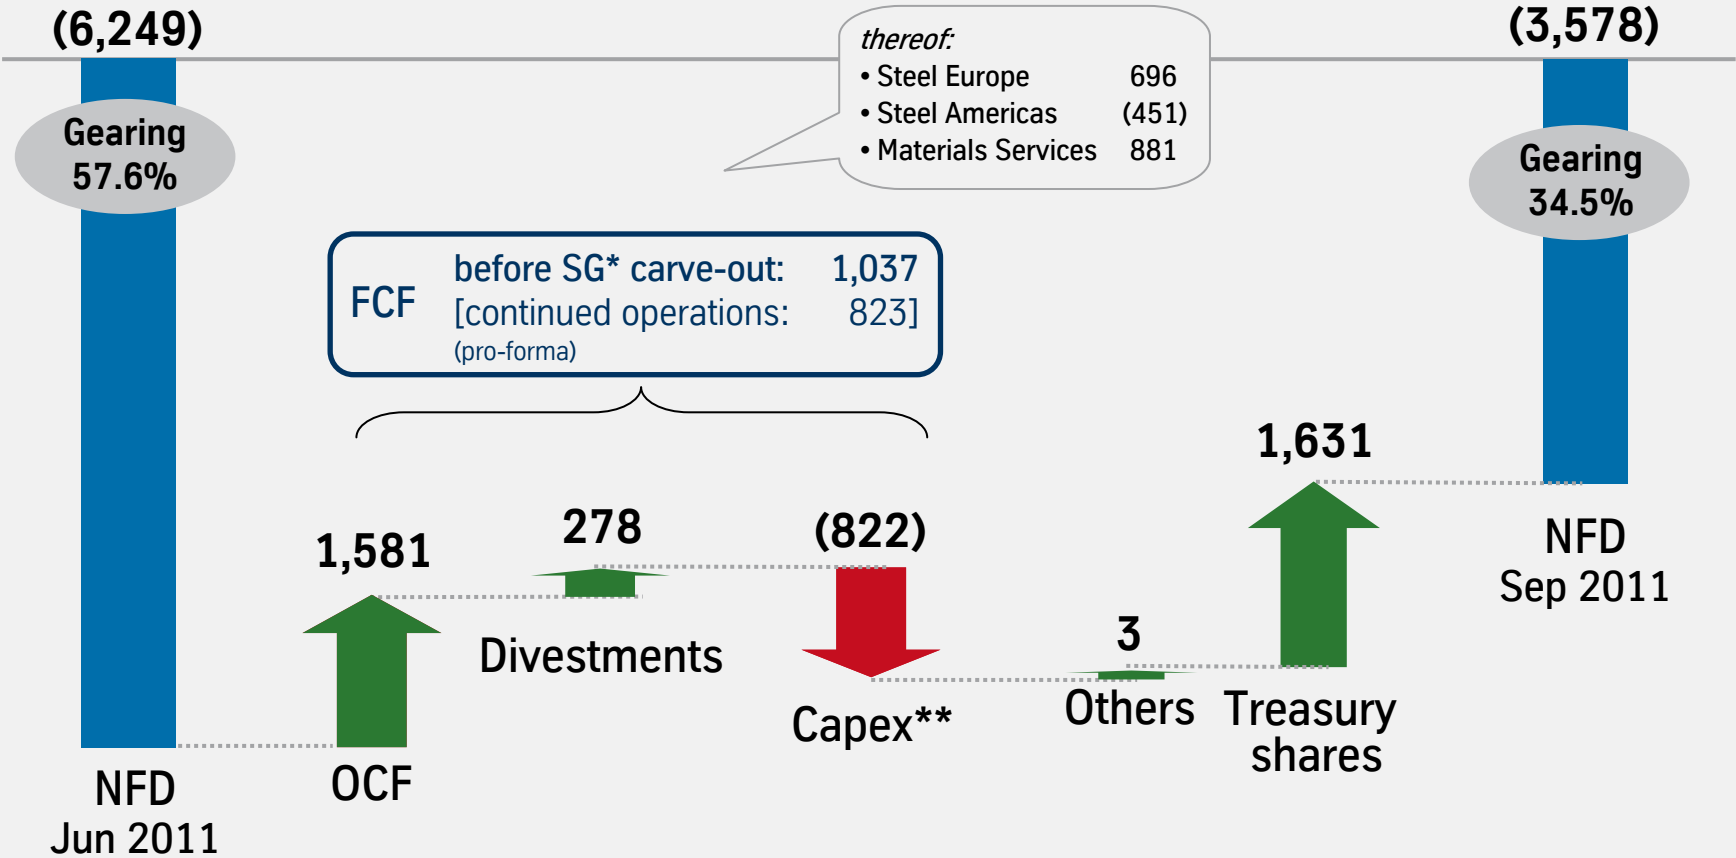 (6,249)
Gearing
57.6%
NFD
Jun 2011
thereof:
• Steel Europe 696
• Steel Americas (451)
• Materials Services 881
FCF
before SG* carve-out: 1,037
[continued operations: 823]
(pro-forma)
1,581
OCF
278
Divestments
(822)
Capex**
3
Others
1,631
Treasury
shares
(3,578)
Gearing
34.5%
NFD
Sep 2011